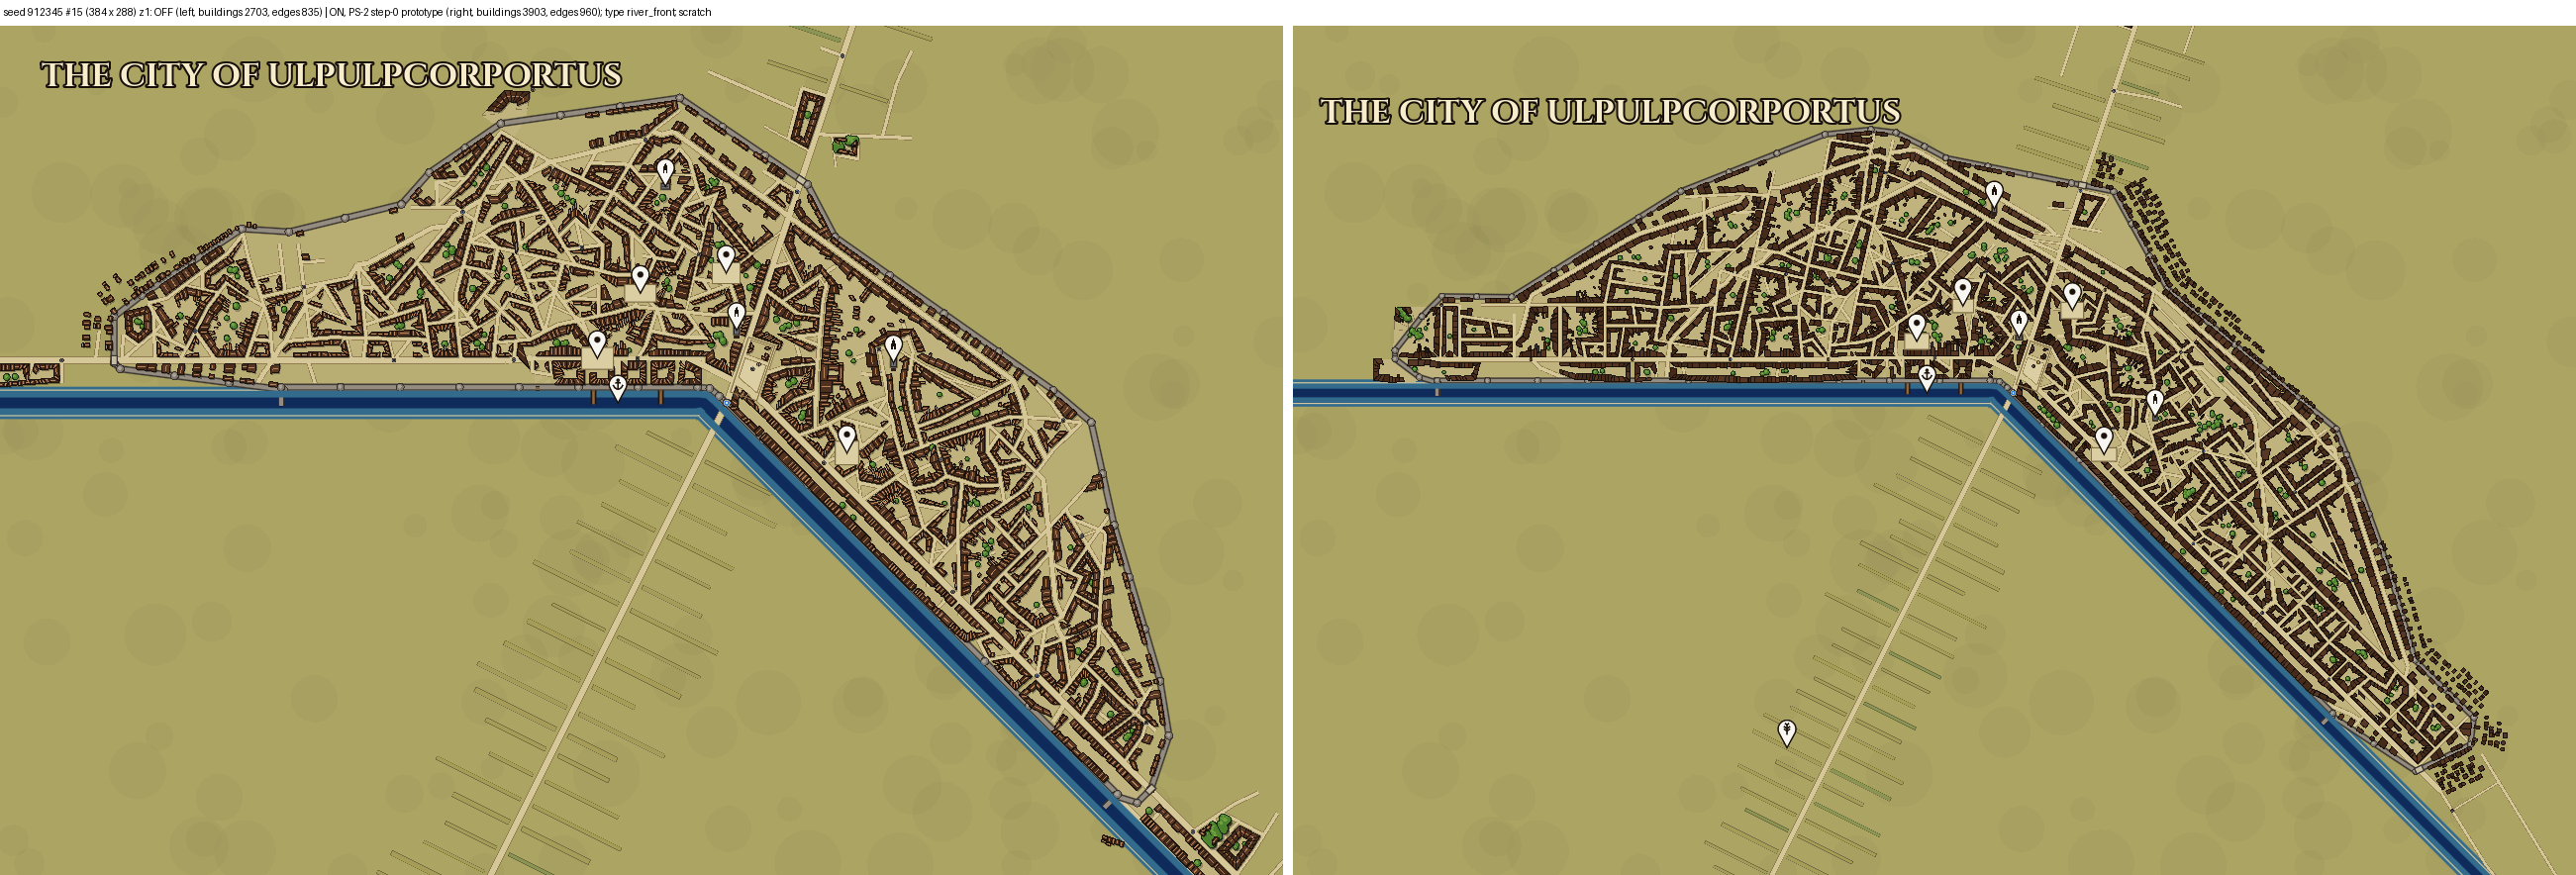 seed 912345 #15 (384 x 288) z1: OFF (left, buildings 2703, edges 835) | ON, PS-2 step-0 prototype (right, buildings 3903, edges 960); type river_front; scratch
THE CITY OF ULPULPCORPORTUS
THE CITY OF ULPULPCORPORTUS